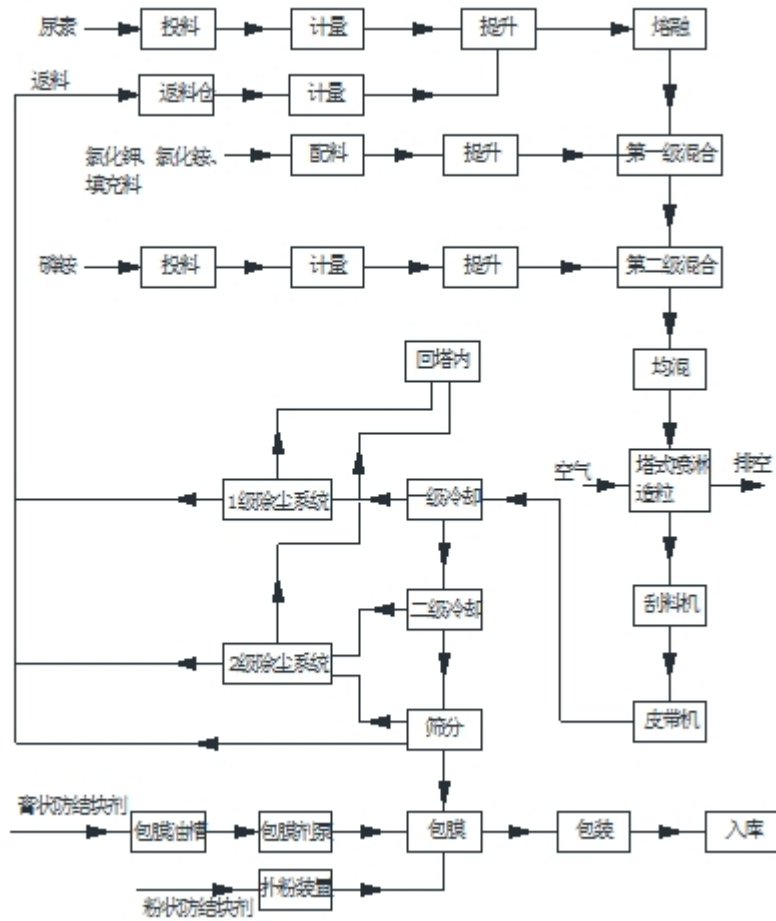 尿素 投料 计量 提升 熔融
返料 返料仓 计量
氯化钾、氯化铵、 配料 提升 第一级混合
填充料
磷铵 投料 计量 提升 第二级混合
回塔内 均混
空气 塔式喷淋 排空
造粒
1级除尘系统 一级冷却
二级冷却 刮料机
2级除尘系统
筛分 皮带机
膏状防结块剂
包膜油槽 包膜剂泵 包膜 包装 入库
扑粉装置
粉状防结块剂